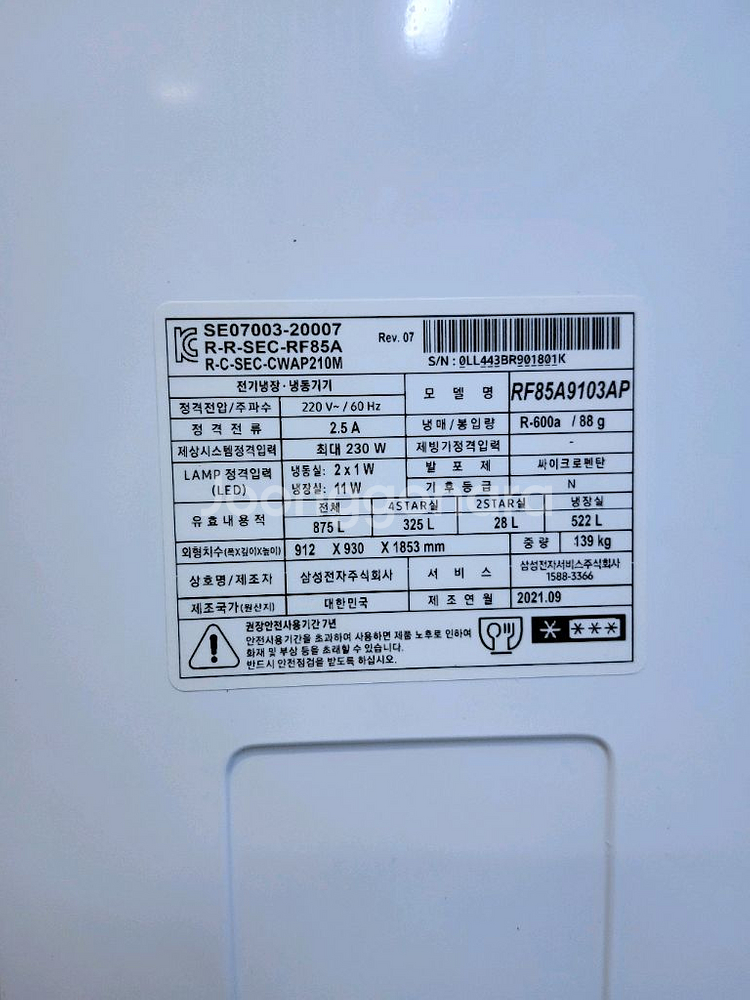 SE07003-20007
R-R-SEC-RF85A
R-C-SEC-CWAP210M
Rev. 07
S/N : 0LL443BR901801K
전기냉장·냉동기기
모 델 명 RF85A9103AP
정격전압/주파수 220 V~ / 60 Hz
냉매/봉입량 R-600a / 88 g
정 격 전 류 2.5 A
제빙기정격입력 -
제상시스템정격입력 최대 230 W
발 포 제 싸이크로펜탄
LAMP 정격입력 (LED) 냉동실: 2 x 1 W
냉장실: 11 W
기 후 등 급 N
유 효 내 용 적 전체 4STAR실 2STAR실 냉장실
875 L 325 L 28 L 522 L
외형치수(폭X깊이X높이) 912 X 930 X 1853 mm 중 량 139 kg
상호명/제조자 삼성전자주식회사 서 비 스 삼성전자서비스주식회사
1588-3366
제조국가(원산지) 대한민국 제 조 연 월 2021.09
권장안전사용기간 7년
안전사용기간을 초과하여 사용하면 제품 노후로 인하여
화재 및 부상 등을 초래할 수 있습니다.
반드시 안전점검을 받도록 하십시오.
Joonggonara